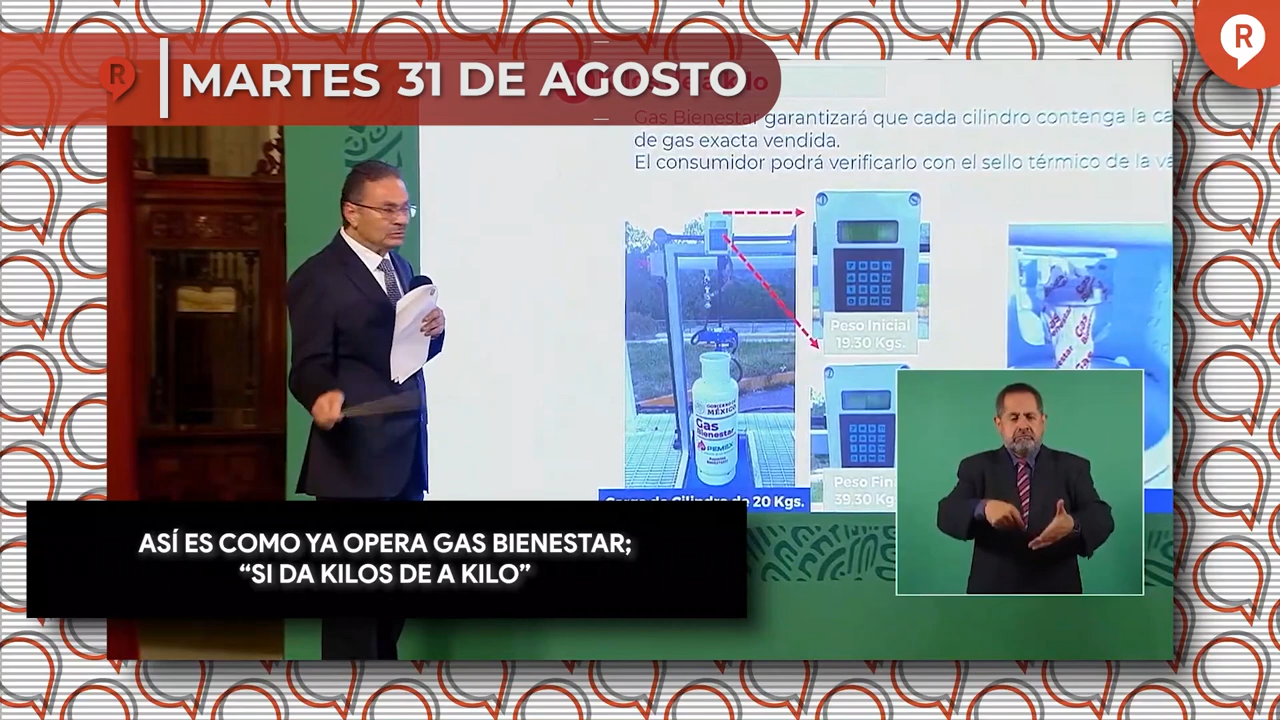 R
R
MARTES 31 DE AGOSTO
Gas Bienestar garantizará que cada cilindro contenga la ca
de gas exacta vendida.
El consumidor podrá verificarlo con el sello térmico de la va
Peso Inicial
19.30 Kgs.
GOBIERNO DE
MÉXICO
Gas
Bienestar
PEMEX
Peso Fin
39.30 Kg
Carga de Cilindro de 20 Kgs.
ASÍ ES COMO YA OPERA GAS BIENESTAR;
“SI DA KILOS DE A KILO”